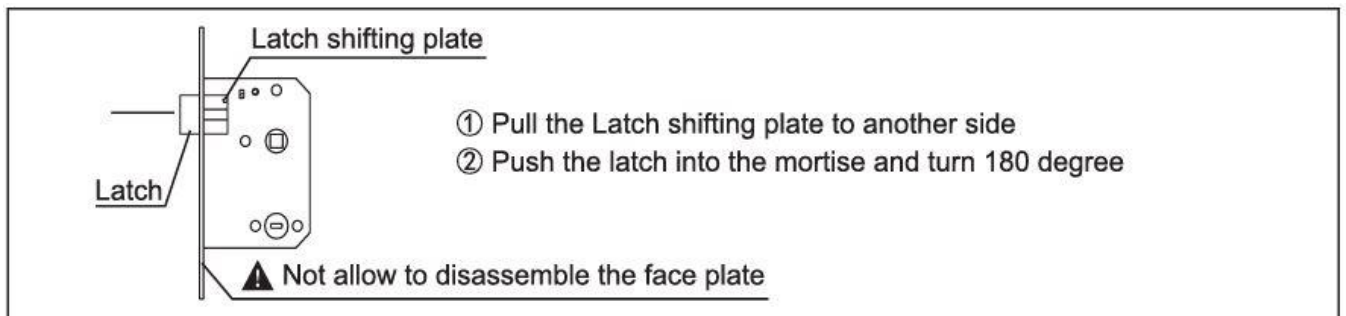 Latch shifting plate
① Pull the Latch shifting plate to another side
② Push the latch into the mortise and turn 180 degree
Latch
Not allow to disassemble the face plate